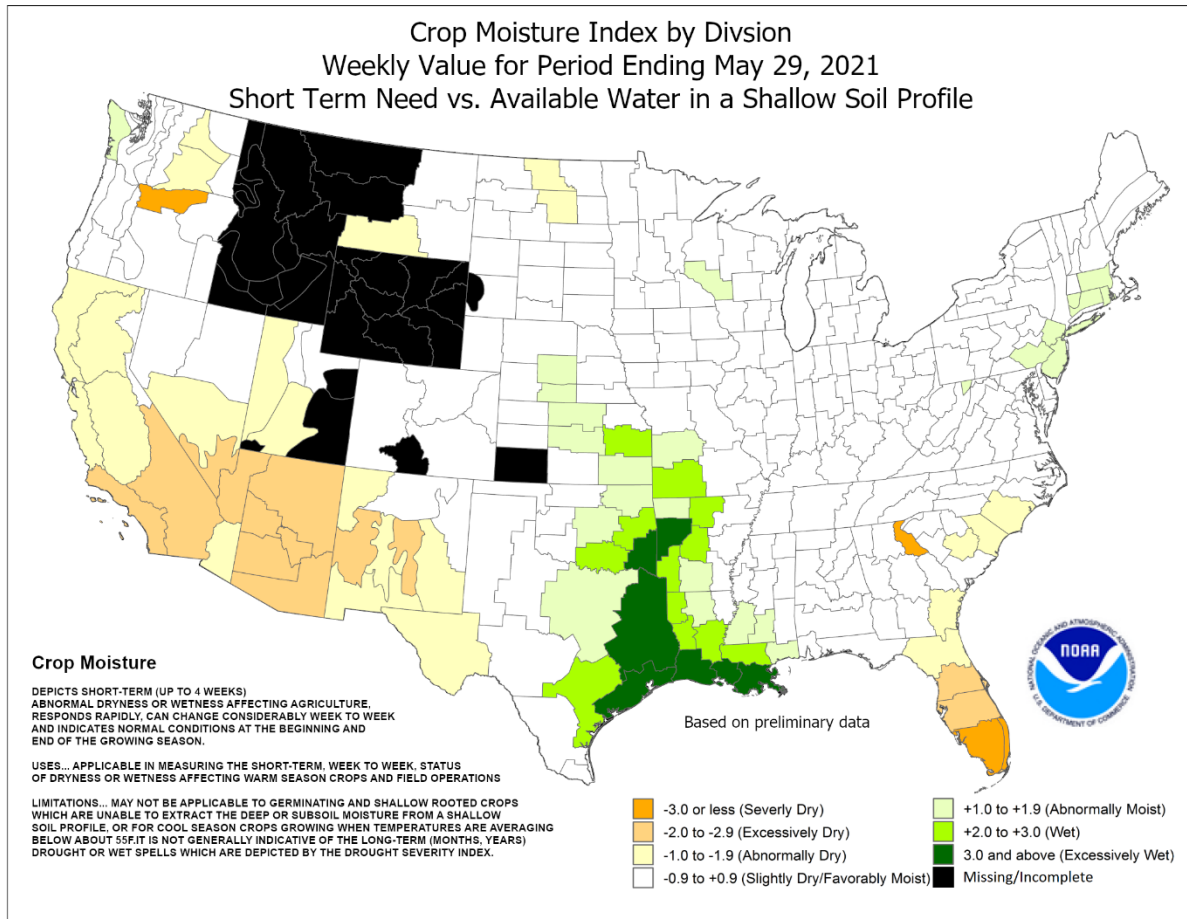 Crop Moisture Index by Divsion
Weekly Value for Period Ending May 29, 2021
Short Term Need vs. Available Water in a Shallow Soil Profile
Crop Moisture
DEPICTS SHORT-TERM (UP TO 4 WEEKS)
ABNORMAL DRYNESS OR WETNESS AFFECTING AGRICULTURE,
RESPONDS RAPIDLY, CAN CHANGE CONSIDERABLY WEEK TO WEEK
AND INDICATES NORMAL CONDITIONS AT THE BEGINNING AND
END OF THE GROWING SEASON.
USES... APPLICABLE IN MEASURING THE SHORT-TERM, WEEK TO WEEK, STATUS
OF DRYNESS OR WETNESS AFFECTING WARM SEASON CROPS AND FIELD OPERATIONS
LIMITATIONS... MAY NOT BE APPLICABLE TO GERMINATING AND SHALLOW ROOTED CROPS
WHICH ARE UNABLE TO EXTRACT THE DEEP OR SUBSOIL MOISTURE FROM A SHALLOW
SOIL PROFILE, OR FOR COOL SEASON CROPS GROWING WHEN TEMPERATURES ARE AVERAGING
BELOW ABOUT 55F.IT IS NOT GENERALLY INDICATIVE OF THE LONG-TERM (MONTHS, YEARS)
DROUGHT OR WET SPELLS WHICH ARE DEPICTED BY THE DROUGHT SEVERITY INDEX.
Based on preliminary data
NATIONAL OCEANIC AND ATMOSPHERIC ADMINISTRATION
NOAA
U.S. DEPARTMENT OF COMMERCE
-3.0 or less (Severly Dry)
-2.0 to -2.9 (Excessively Dry)
-1.0 to -1.9 (Abnormally Dry)
-0.9 to +0.9 (Slightly Dry/Favorably Moist)
+1.0 to +1.9 (Abnormally Moist)
+2.0 to +3.0 (Wet)
3.0 and above (Excessively Wet)
Missing/Incomplete